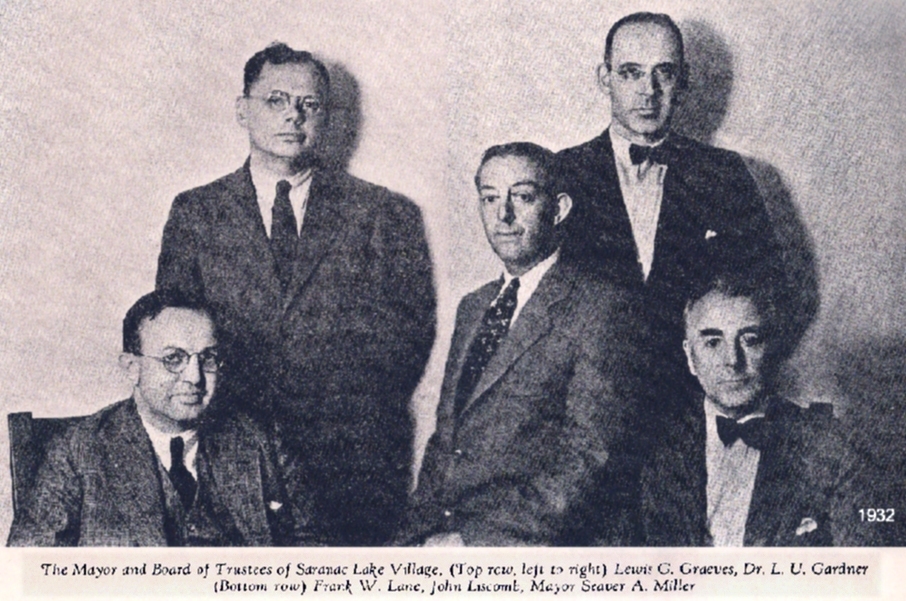 1932
The Mayor and Board of Trustees of Saranac Lake Village. (Top row, left to right) Lewis G. Graeves, Dr. L. U. Gardner
(Bottom row) Frank W. Lane, John Liscomb, Mayor Seaver A. Miller